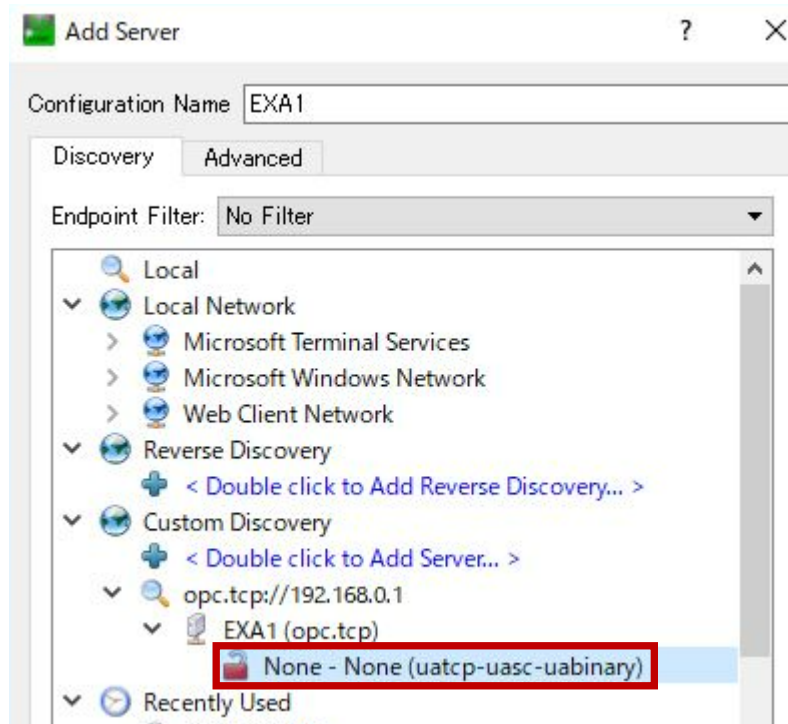 Add Server
?
Configuration Name EXA1
Discovery Advanced
Endpoint Filter: No Filter
Local
Local Network
Microsoft Terminal Services
Microsoft Windows Network
Web Client Network
Reverse Discovery
< Double click to Add Reverse Discovery... >
Custom Discovery
< Double click to Add Server... >
opc.tcp://192.168.0.1
EXA1 (opc.tcp)
None - None (uatcp-uasc-uabinary)
Recently Used